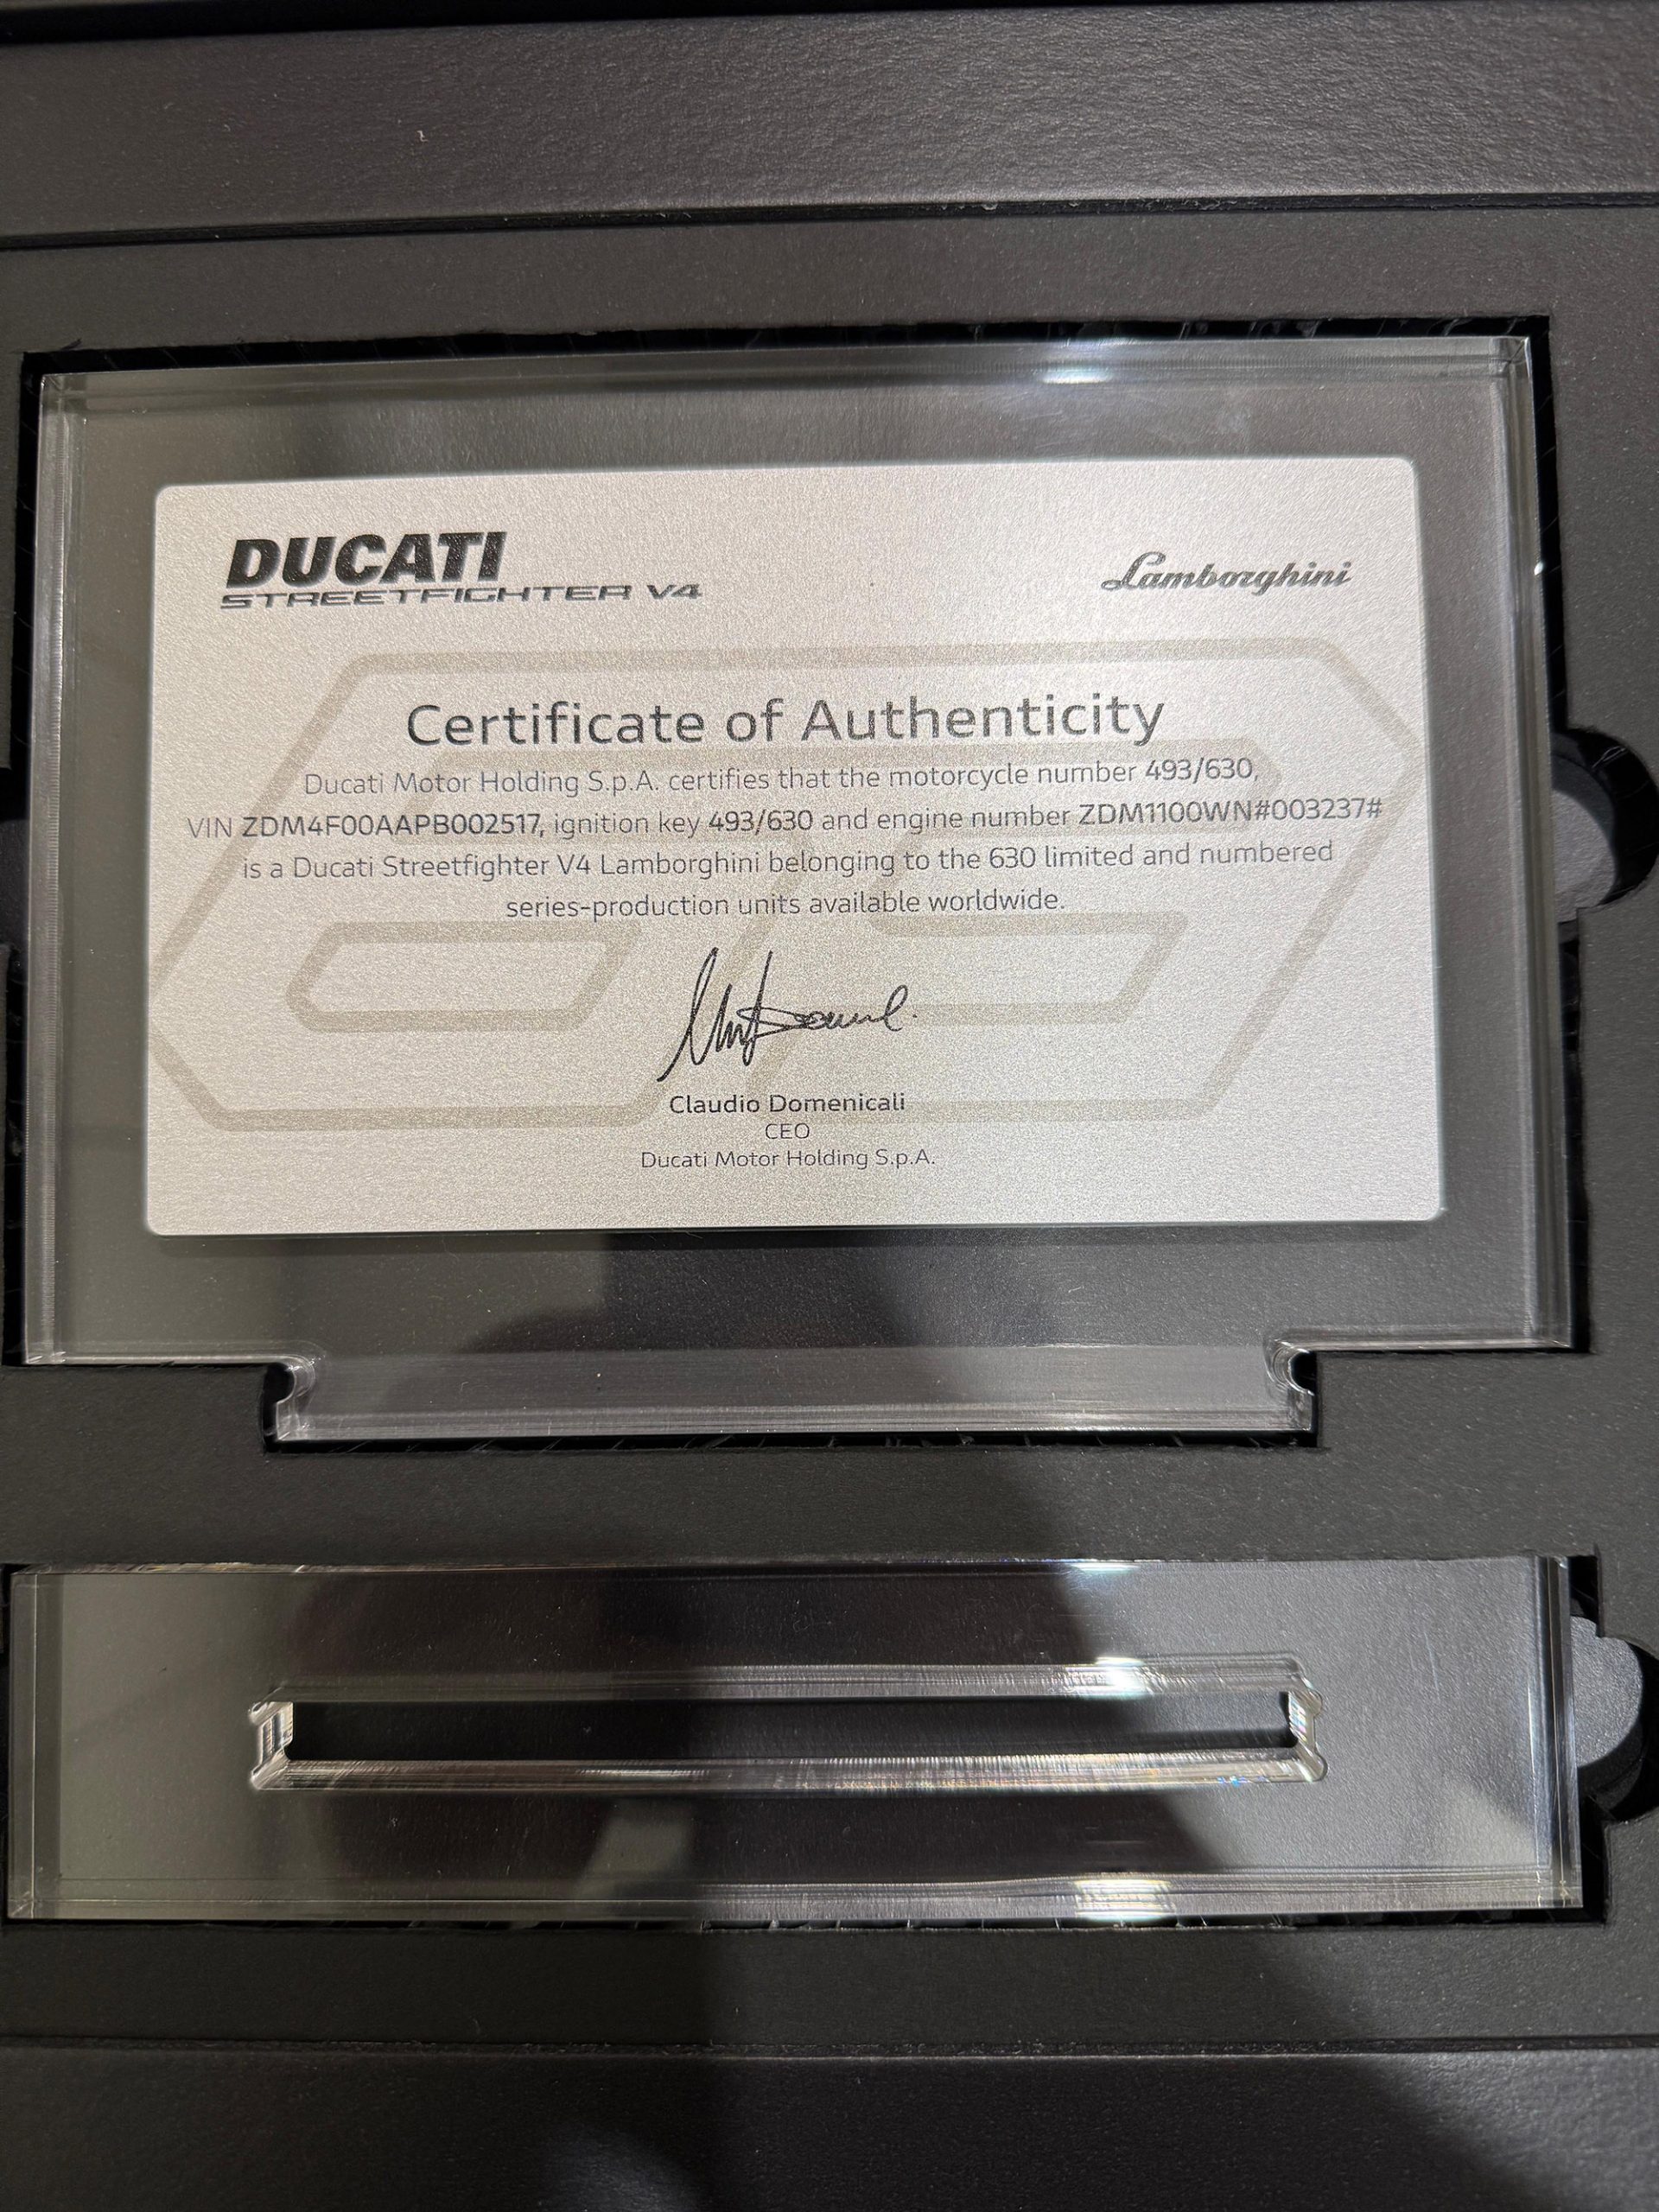 DUCATI
STREETFIGHTER V4
Lamborghini
Certificate of Authenticity
Ducati Motor Holding S.p.A. certifies that the motorcycle number 493/630,
VIN ZDM4F00AAPB002517, ignition key 493/630 and engine number ZDM1100WN#003237#
is a Ducati Streetfighter V4 Lamborghini belonging to the 630 limited and numbered
series-production units available worldwide.
Claudio Domenicali
CEO
Ducati Motor Holding S.p.A.